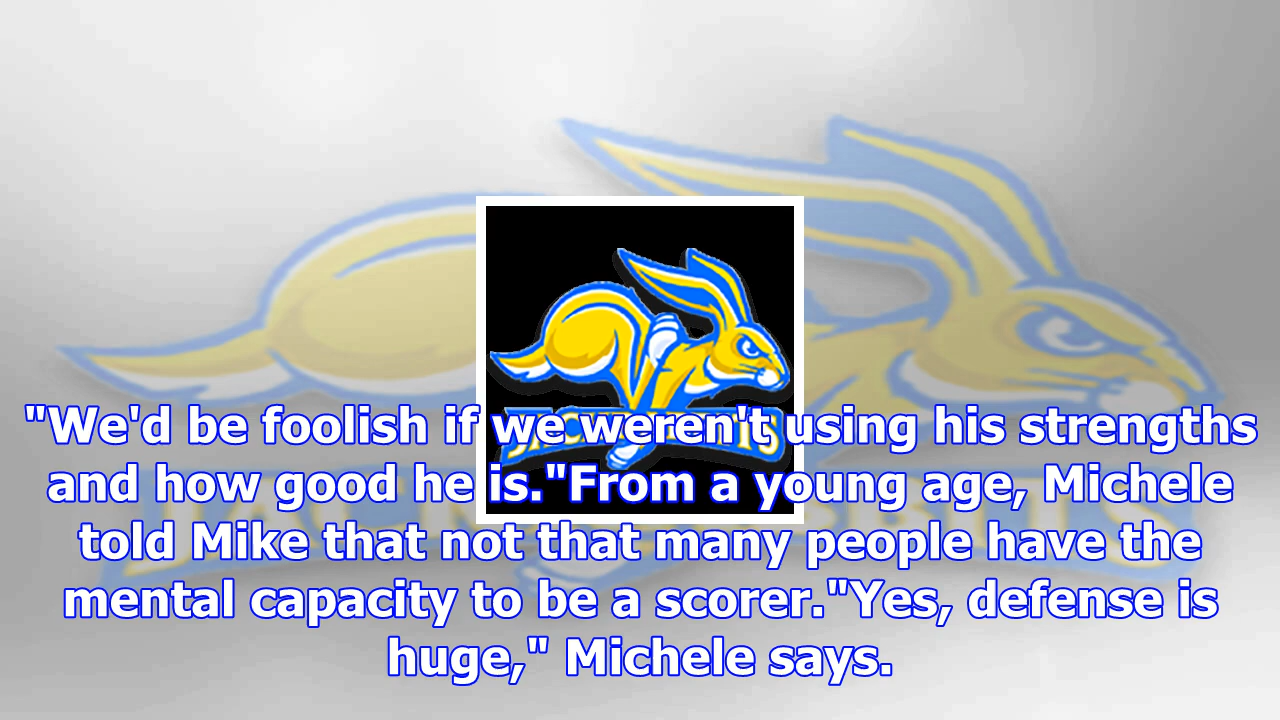 "We'd be foolish if we weren't using his strengths
and how good he is."From a young age, Michele
told Mike that not that many people have the
mental capacity to be a scorer."Yes, defense is
huge," Michele says.